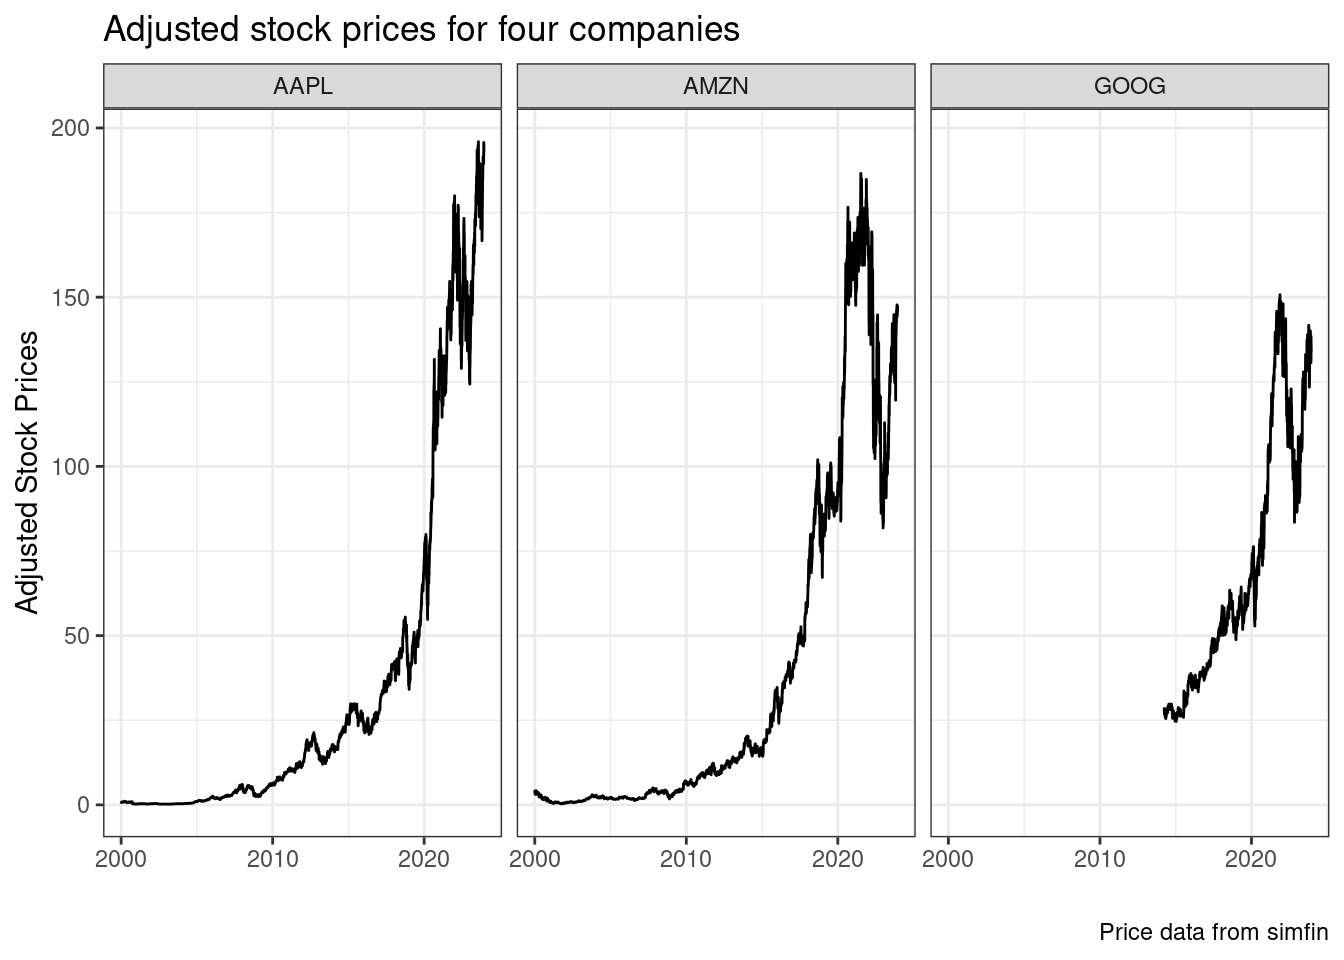 Adjusted stock prices for four companies
AAPL AMZN GOOG
Adjusted Stock Prices
200
150
100
50
0
2000 2010 2020 2000 2010 2020 2000 2010 2020
Price data from simfin